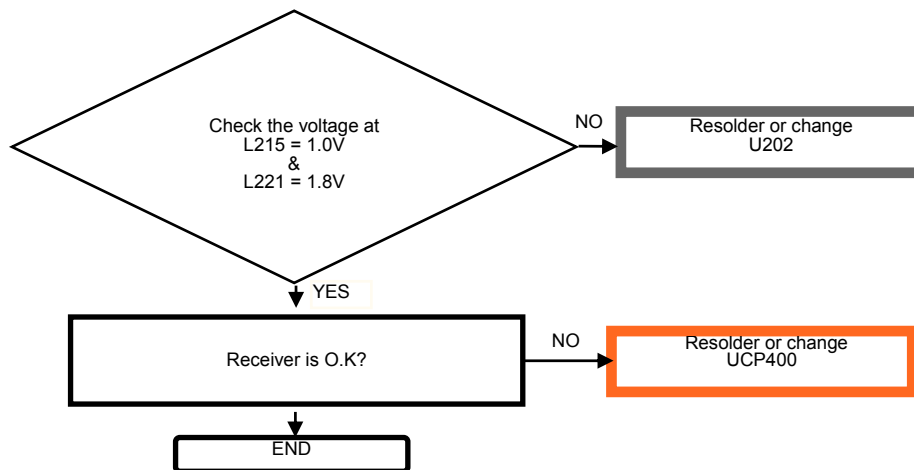 Check the voltage at
L215 = 1.0V
&
L221 = 1.8V
NO
Resolder or change
U202
YES
Receiver is O.K?
NO
Resolder or change
UCP400
END